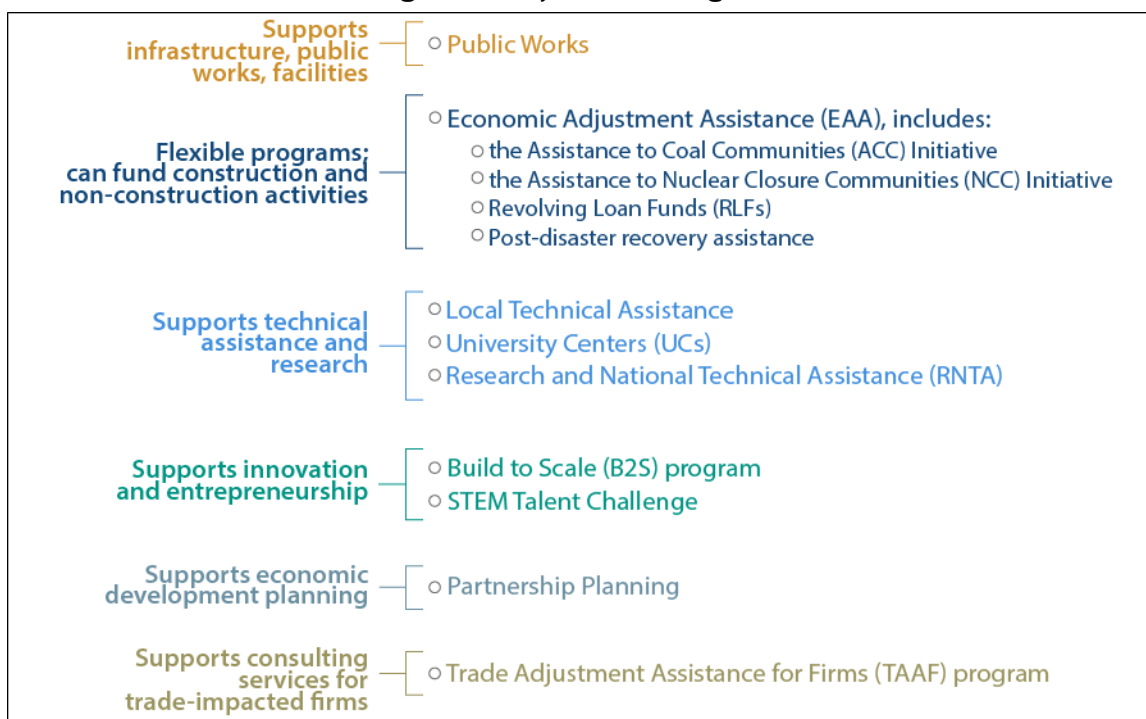 Supports
infrastructure, public
works, facilities
Public Works
Flexible programs;
can fund construction and
non-construction activities
Economic Adjustment Assistance (EAA), includes:
the Assistance to Coal Communities (ACC) Initiative
the Assistance to Nuclear Closure Communities (NCC) Initiative
Revolving Loan Funds (RLFs)
Post-disaster recovery assistance
Supports technical
assistance and
research
Local Technical Assistance
University Centers (UCs)
Research and National Technical Assistance (RNTA)
Supports innovation
and entrepreneurship
Build to Scale (B2S) program
STEM Talent Challenge
Supports economic
development planning
Partnership Planning
Supports consulting
services for
trade-impacted firms
Trade Adjustment Assistance for Firms (TAAF) program